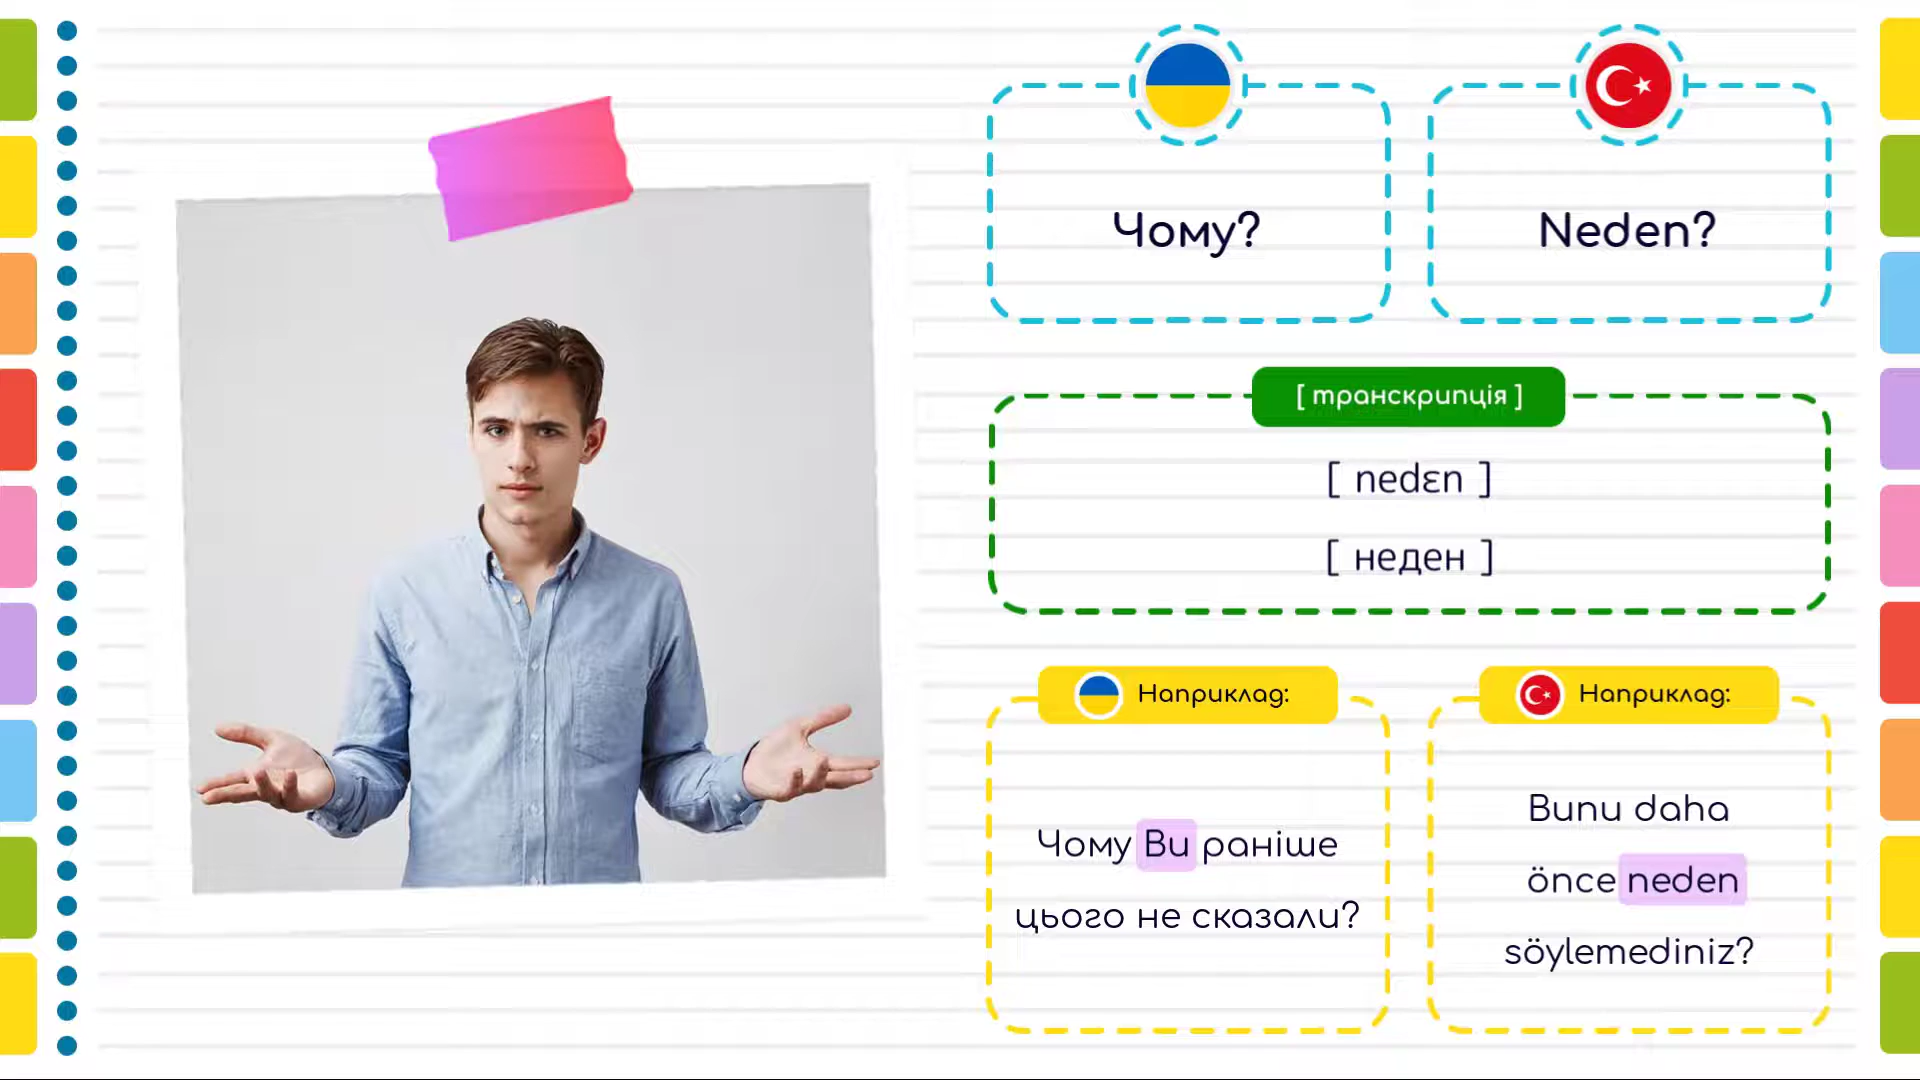 Чому?
Neden?
[ транскрипція ]
[ nedɛn ]
[ неден ]
Наприклад:
Чому Ви раніше
цього не сказали?
Наприклад:
Bunu daha
önce neden
söylemediniz?